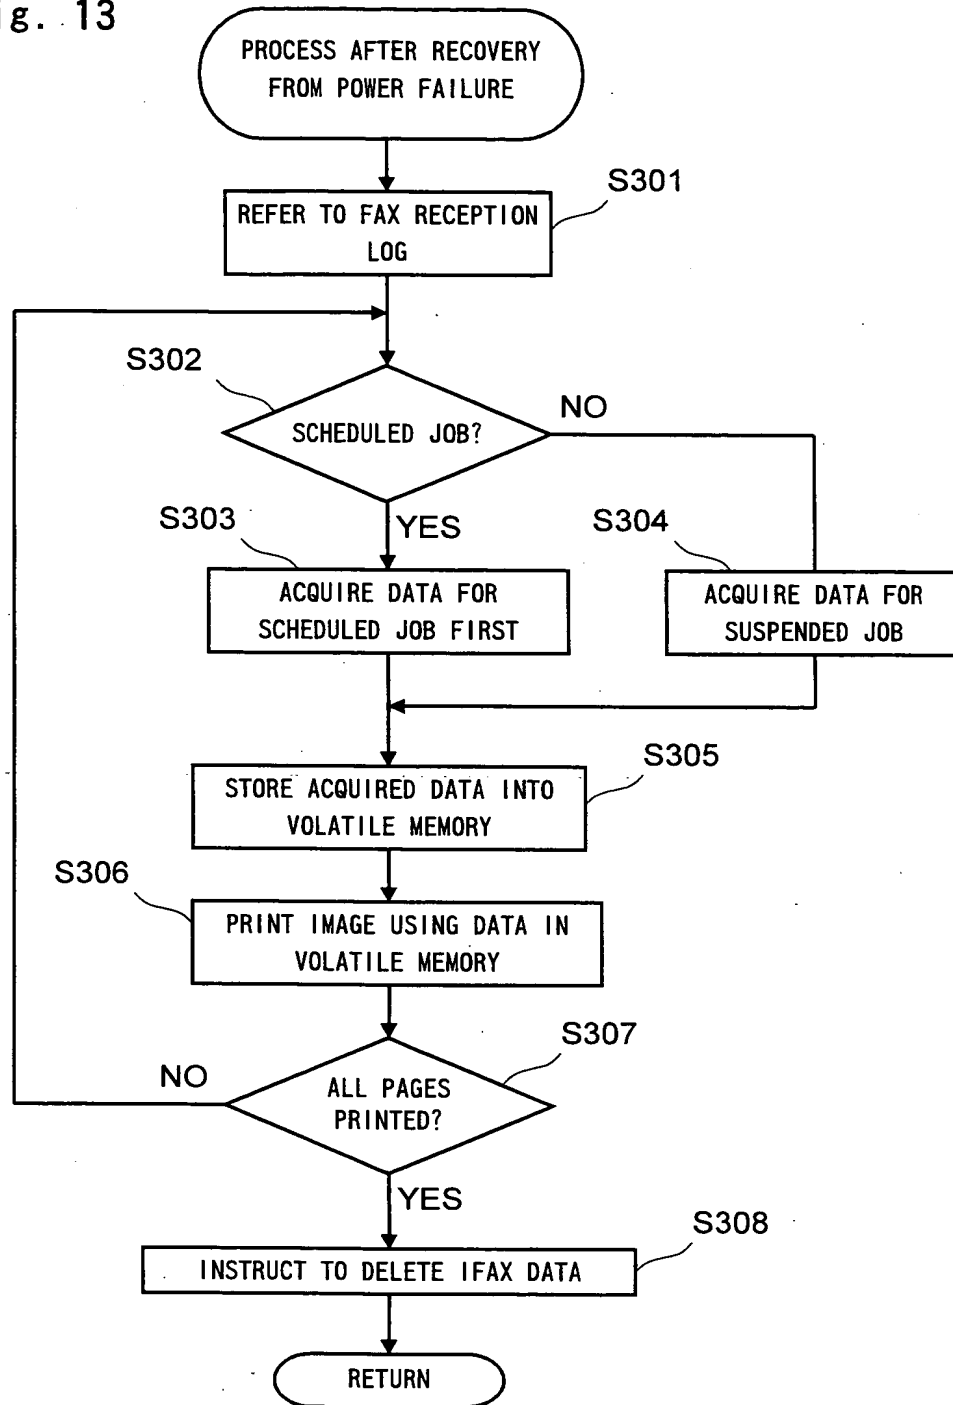 g. 13
PROCESS AFTER RECOVERY
FROM POWER FAILURE
S301
REFER TO FAX RECEPTION
LOG
S302
NO
SCHEDULED JOB?
S303
YES
S304
ACQUIRE DATA FOR
SCHEDULED JOB FIRST
ACQUIRE DATA FOR
SUSPENDED JOB
S305
STORE ACQUIRED DATA INTO
VOLATILE MEMORY
S306
PRINT IMAGE USING DATA IN
VOLATILE MEMORY
S307
NO
ALL PAGES
PRINTED?
YES
S308
INSTRUCT TO DELETE IFAX DATA
RETURN